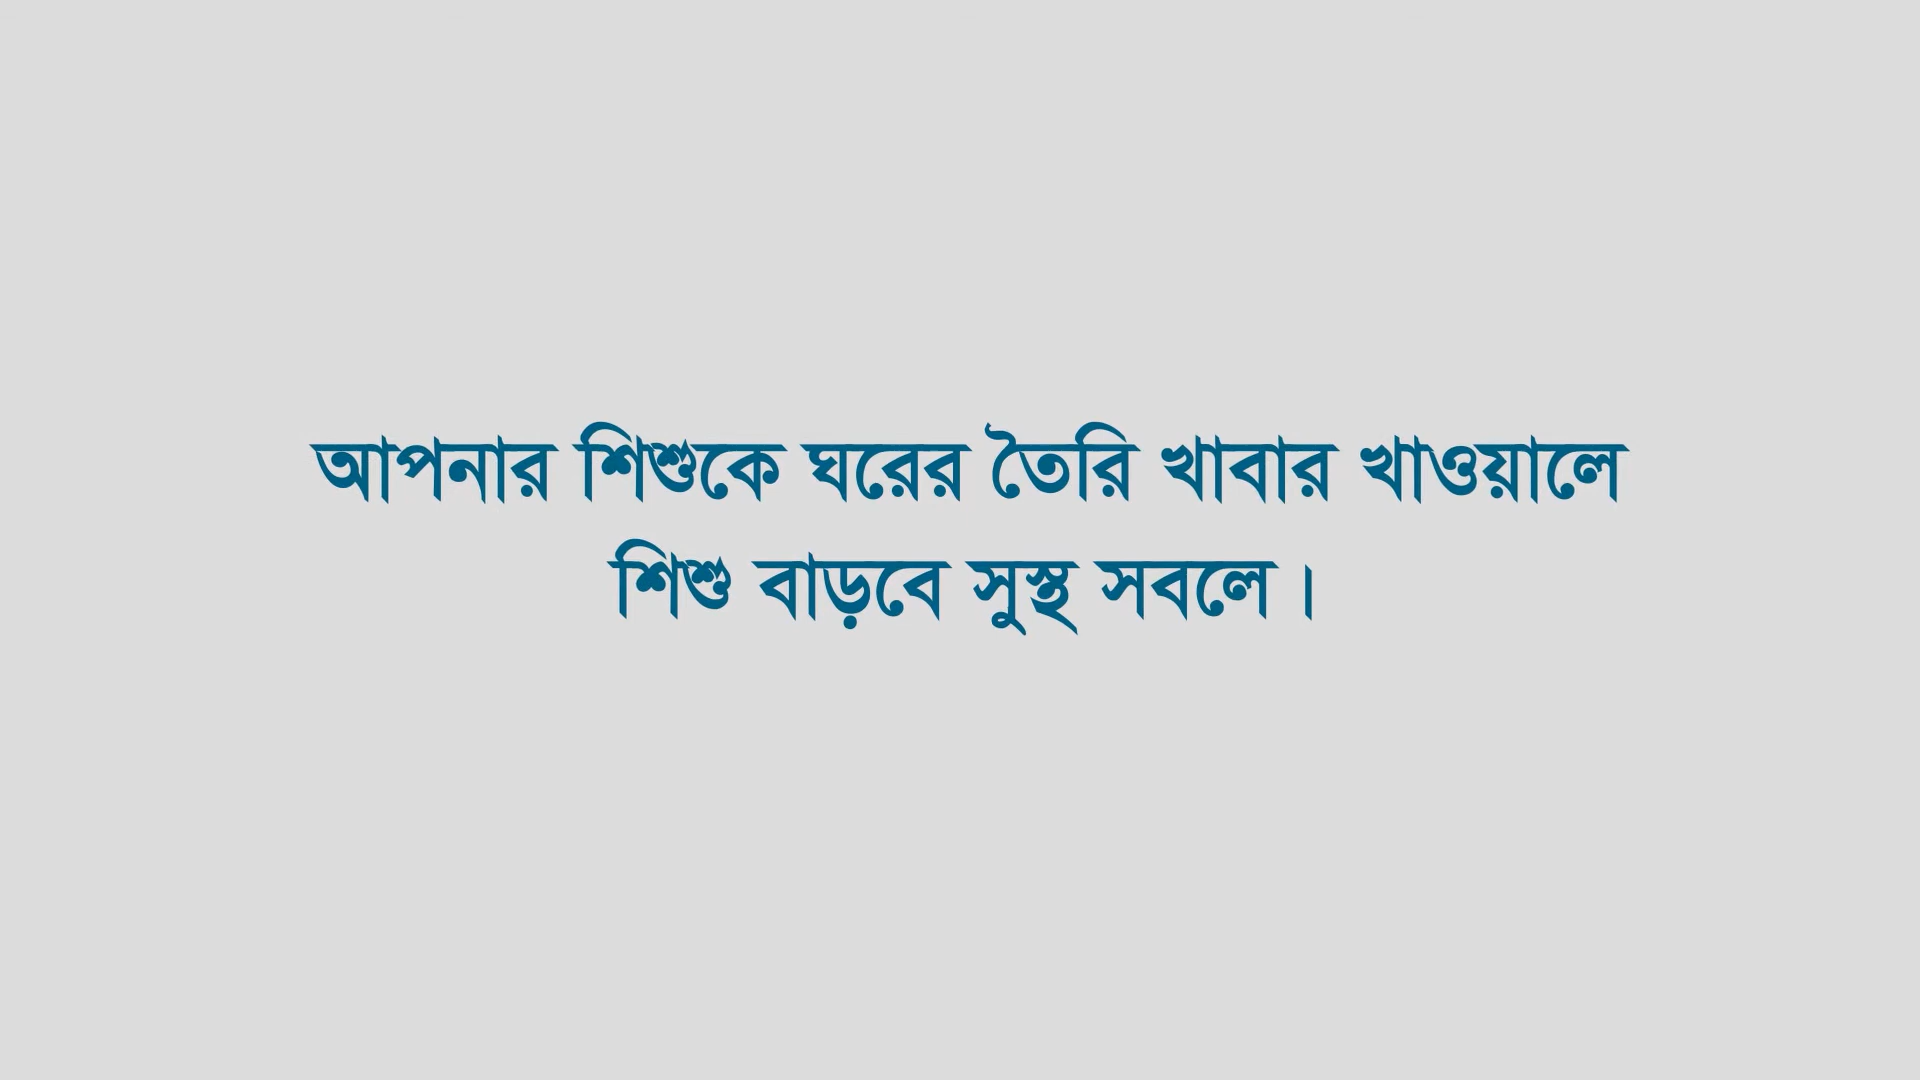 আপনার শিশুকে ঘরের তৈরি খাবার খাওয়ালে
শিশু বাড়বে সুস্থ সবলে।